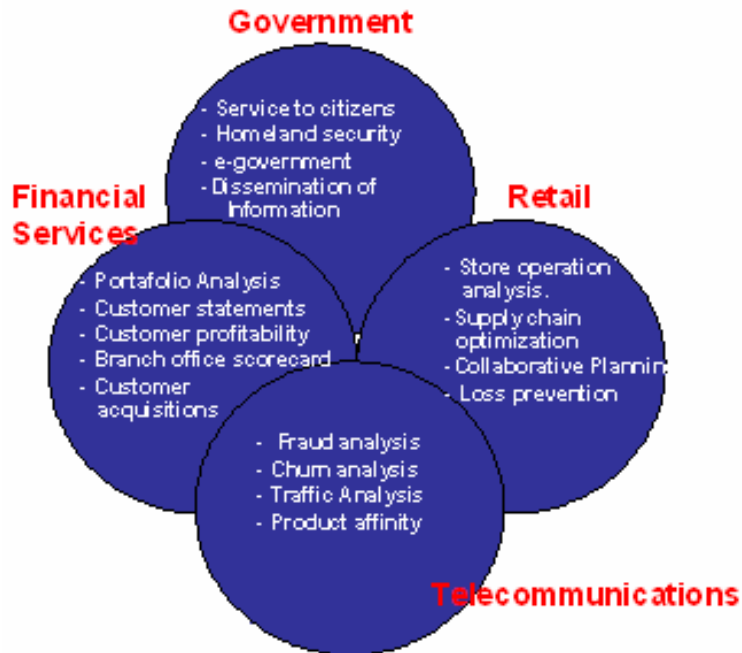 Government
- Service to citizens
- Homeland security
- e-government
- Dissemination of
Information
Financial
Services
- Portafolio Analysis
- Customer statements
- Customer profitability
- Branch office scorecard
- Customer
acquisitions
Retail
- Store operation
analysis.
- Supply chain
optimization
- Collaborative Plannin
- Loss prevention
- Fraud analysis
- Churn analysis
- Traffic Analysis
- Product affinity
Telecommunications